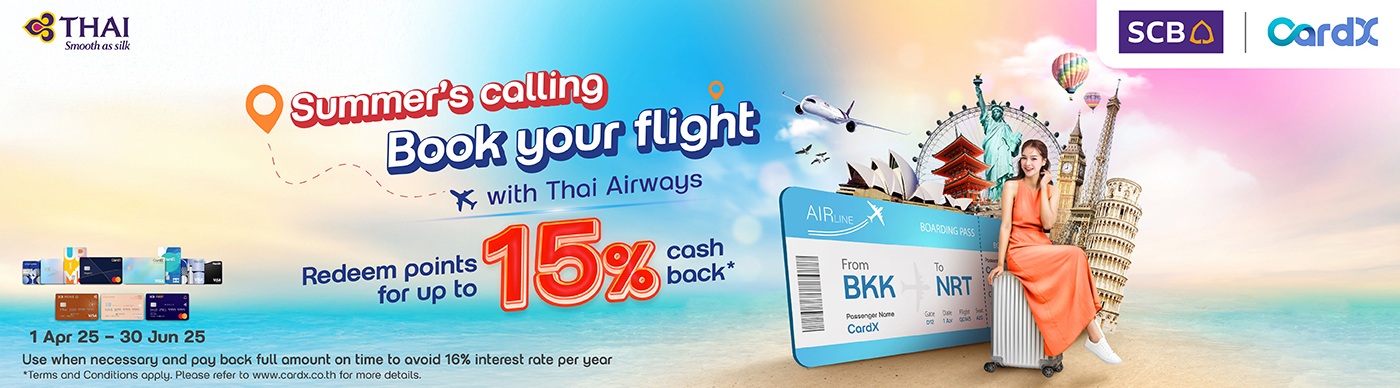 THAI
Smooth as silk
SCB
CardX
Summer's calling
Book your flight
with Thai Airways
Redeem points
for up to
15%
cash
back*
AIRLINE
BOARDING PASS
From
To
BKK
NRT
Passenger Name
CardX
Gate
Date
Flight
1 Apr
1 Apr 25 – 30 Jun 25
Use when necessary and pay back full amount on time to avoid 16% interest rate per year
*Terms and Conditions apply. Please refer to www.cardx.co.th for more details.